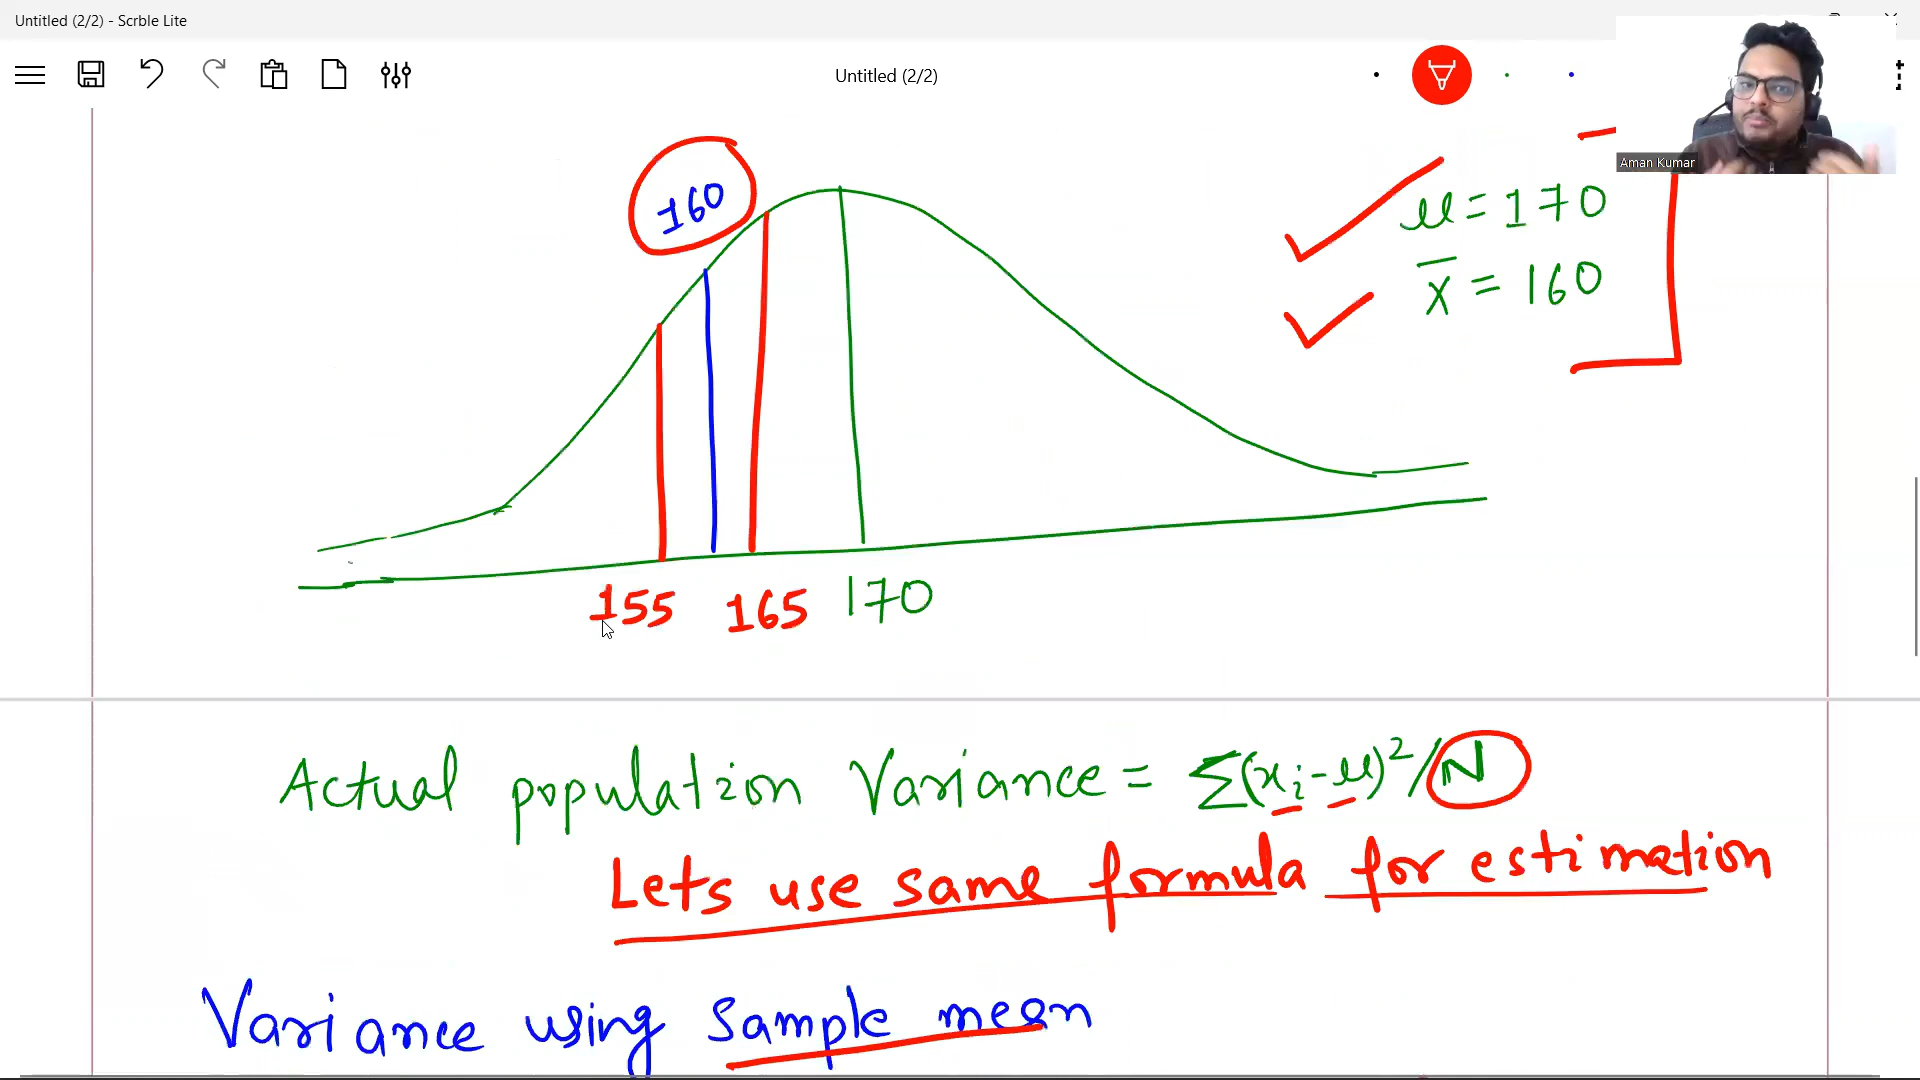 Untitled (2/2) - Scrble Lite
Untitled (2/2)
Aman Kumar
160
μ = 170
x̅ = 160
155 165 170
Actual population Variance = Σ(xi-μ)²/N
Lets use same formula for estimation
Variance using sample mean